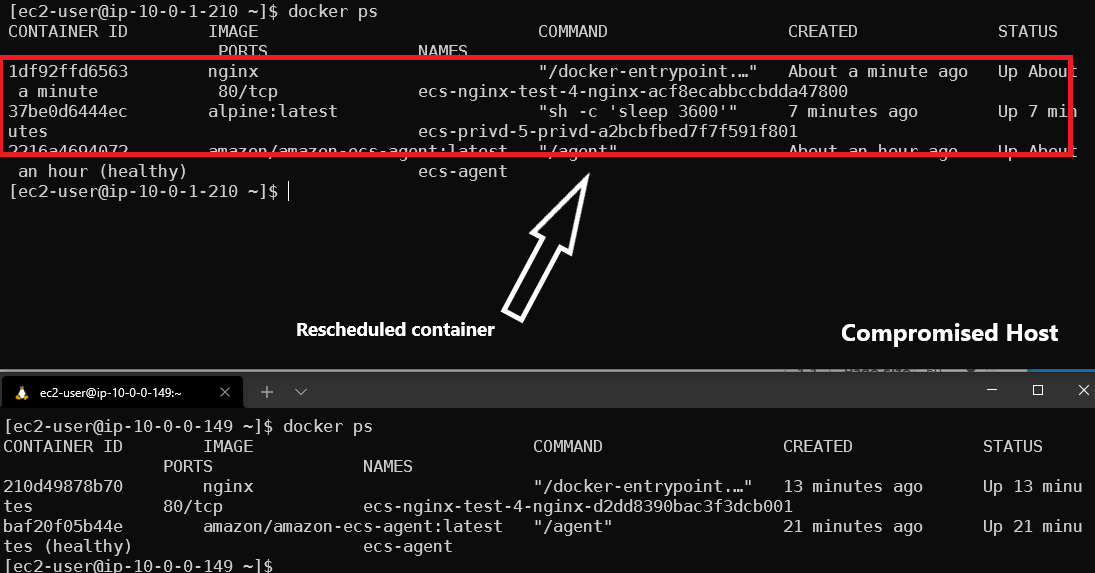 [ec2-user@ip-10-0-1-210 ~]$ docker ps
CONTAINER ID IMAGE COMMAND CREATED STATUS
PORTS NAMES
1df92ffd6563 nginx "/docker-entrypoint.…" About a minute ago Up About
a minute 80/tcp ecs-nginx-test-4-nginx-acf8ecabbccbdda47800
37be0d6444ec alpine:latest "sh -c 'sleep 3600'" 7 minutes ago Up 7 min
utes ecs-privd-5-privd-a2bcbfbed7f7f591f801
2216a4694072 amazon/amazon-ecs-agent:latest "/agent" About an hour ago Up About
an hour (healthy) ecs-agent
[ec2-user@ip-10-0-1-210 ~]$
Rescheduled container
Compromised Host
ec2-user@ip-10-0-0-149:~
[ec2-user@ip-10-0-0-149 ~]$ docker ps
CONTAINER ID IMAGE COMMAND CREATED STATUS
PORTS NAMES
210d49878b70 nginx "/docker-entrypoint.…" 13 minutes ago Up 13 minu
tes 80/tcp ecs-nginx-test-4-nginx-d2dd8390bac3f3dcb001
baf20f05b44e amazon/amazon-ecs-agent:latest "/agent" 21 minutes ago Up 21 minu
tes (healthy) ecs-agent
[ec2-user@ip-10-0-0-149 ~]$